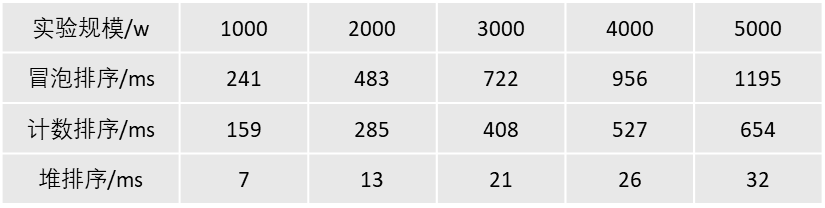 实验规模/w 1000 2000 3000 4000 5000
冒泡排序/ms 241 483 722 956 1195
计数排序/ms 159 285 408 527 654
堆排序/ms 7 13 21 26 32